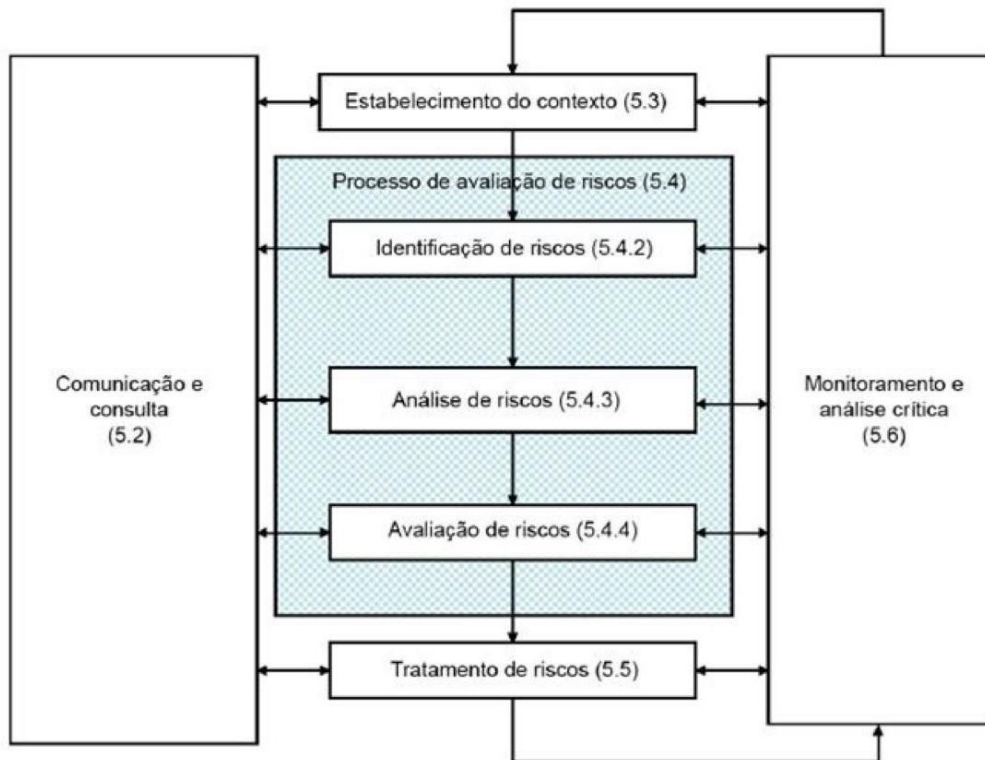 Estabelecimento do contexto (5.3)
Processo de avaliação de riscos (5.4)
Identificação de riscos (5.4.2)
Comunicação e
consulta
(5.2)
Análise de riscos (5.4.3)
Monitoramento e
análise crítica
(5.6)
Avaliação de riscos (5.4.4)
Tratamento de riscos (5.5)